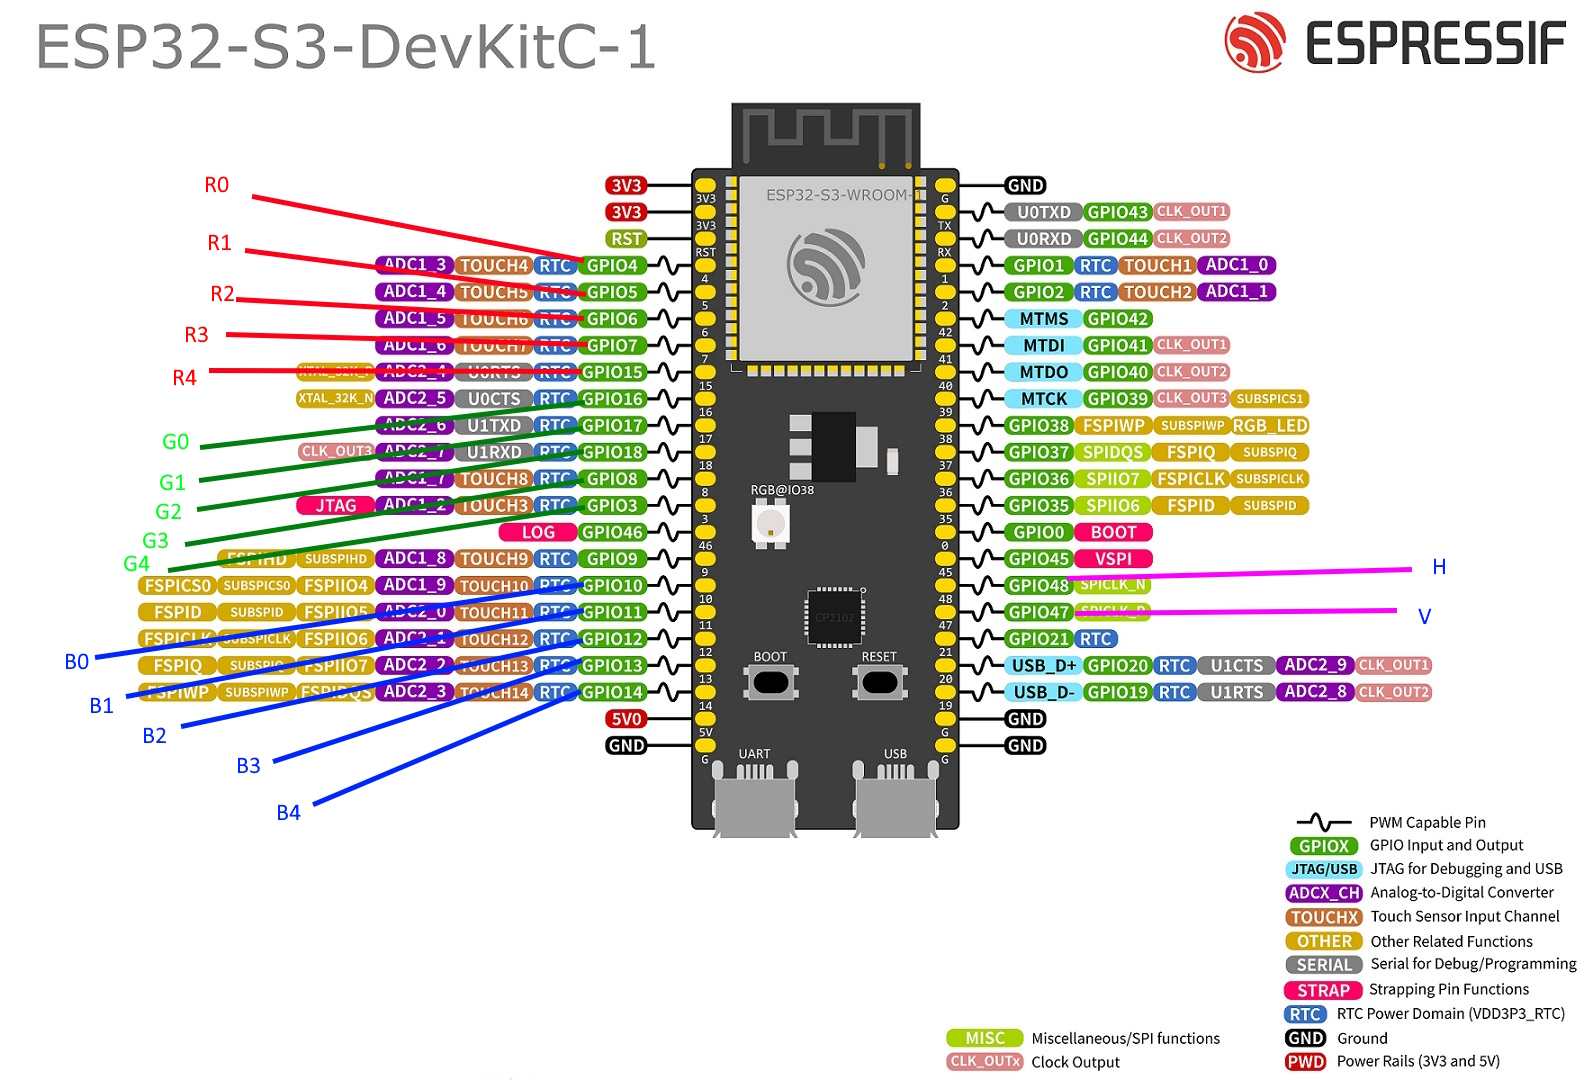 ESP32-S3-DevKitC-1
ESPRESSIF
ESP32-S3-WROOM-1
R0
R1
R2
R3
R4
G0
G1
G2
G3
G4
B0
B1
B2
B3
B4
3V3
3V3
RST
ADC1_3 TOUCH4 RTC GPIO4
ADC1_4 TOUCH5 RTC GPIO5
ADC1_5 TOUCH6 RTC GPIO6
ADC1_6 TOUCH7 RTC GPIO7
XTAL_32K_P ADC2_4 U0RTS RTC GPIO15
XTAL_32K_N ADC2_5 U0CTS RTC GPIO16
ADC2_6 U1TXD RTC GPIO17
CLK_OUT3 ADC2_7 U1RXD RTC GPIO18
ADC1_7 TOUCH8 RTC GPIO8
JTAG ADC1_2 TOUCH3 RTC GPIO3
LOG GPIO46
FSPIHD SUBSPIHD ADC1_8 TOUCH9 RTC GPIO9
FSPICS0 SUBSPICS0 FSPIIO4 ADC1_9 TOUCH10 RTC GPIO10
FSPID SUBSPID FSPIIO5 ADC2_0 TOUCH11 RTC GPIO11
FSPICLK SUBSPICLK FSPIIO6 ADC2_1 TOUCH12 RTC GPIO12
FSPIQ SUBSPIQ FSPIIO7 ADC2_2 TOUCH13 RTC GPIO13
FSPIWP SUBSPIWP FSPIDQS ADC2_3 TOUCH14 RTC GPIO14
5V0
GND
3V3
3V3
RST
4
5
6
7
15
16
17
18
8
3
46
9
10
11
12
13
14
5V
G
RGB@IO38
CP2102
BOOT
RESET
UART
USB
G
TX
RX
1
2
42
41
40
39
38
37
36
35
0
45
48
47
21
20
19
G
G
GND
U0TXD GPIO43 CLK_OUT1
U0RXD GPIO44 CLK_OUT2
GPIO1 RTC TOUCH1 ADC1_0
GPIO2 RTC TOUCH2 ADC1_1
MTMS GPIO42
MTDI GPIO41 CLK_OUT1
MTDO GPIO40 CLK_OUT2
MTCK GPIO39 CLK_OUT3 SUBSPICS1
GPIO38 FSPIWP SUBSPIWP RGB_LED
GPIO37 SPIDQS FSPIQ SUBSPIQ
GPIO36 SPIIO7 FSPICLK SUBSPICLK
GPIO35 SPIIO6 FSPID SUBSPID
GPIO0 BOOT
GPIO45 VSPI
GPIO48 SPICLK_N
GPIO47 SPICLK_P
GPIO21 RTC
USB_D+ GPIO20 RTC U1CTS ADC2_9 CLK_OUT1
USB_D- GPIO19 RTC U1RTS ADC2_8 CLK_OUT2
GND
GND
H
V
PWM Capable Pin
GPIOX GPIO Input and Output
JTAG/USB JTAG for Debugging and USB
ADCX_CH Analog-to-Digital Converter
TOUCHX Touch Sensor Input Channel
OTHER Other Related Functions
SERIAL Serial for Debug/Programming
STRAP Strapping Pin Functions
RTC RTC Power Domain (VDD3P3_RTC)
GND Ground
PWD Power Rails (3V3 and 5V)
MISC Miscellaneous/SPI functions
CLK_OUTx Clock Output